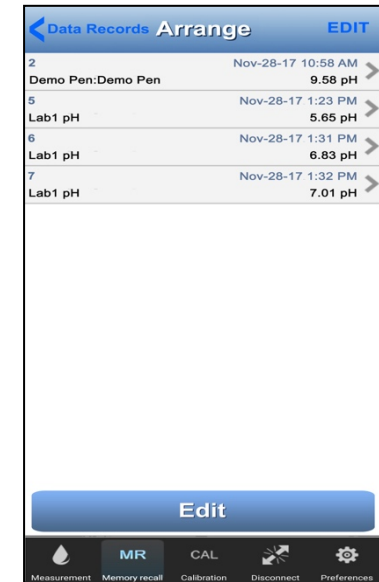 Data Records Arrange EDIT
2 Nov-28-17 10:58 AM
Demo Pen:Demo Pen 9.58 pH
5 Nov-28-17 1:23 PM
Lab1 pH 5.65 pH
6 Nov-28-17 1:31 PM
Lab1 pH 6.83 pH
7 Nov-28-17 1:32 PM
Lab1 pH 7.01 pH
Edit
MR CAL
Measurement Memory recall Calibration Disconnect Preferences